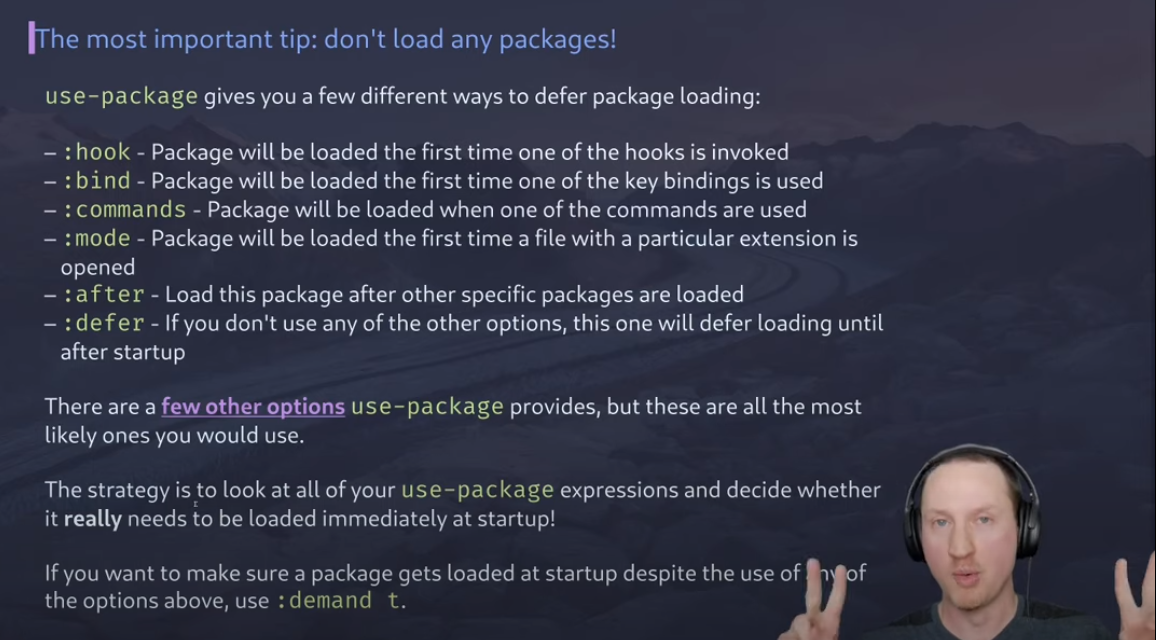 The most important tip: don't load any packages!
use-package gives you a few different ways to defer package loading:
– :hook - Package will be loaded the first time one of the hooks is invoked
– :bind - Package will be loaded the first time one of the key bindings is used
– :commands - Package will be loaded when one of the commands are used
– :mode - Package will be loaded the first time a file with a particular extension is
opened
– :after - Load this package after other specific packages are loaded
– :defer - If you don't use any of the other options, this one will defer loading until
after startup
There are a few other options use-package provides, but these are all the most
likely ones you would use.
The strategy is to look at all of your use-package expressions and decide whether
it really needs to be loaded immediately at startup!
If you want to make sure a package gets loaded at startup despite the use of any of
the options above, use :demand t.